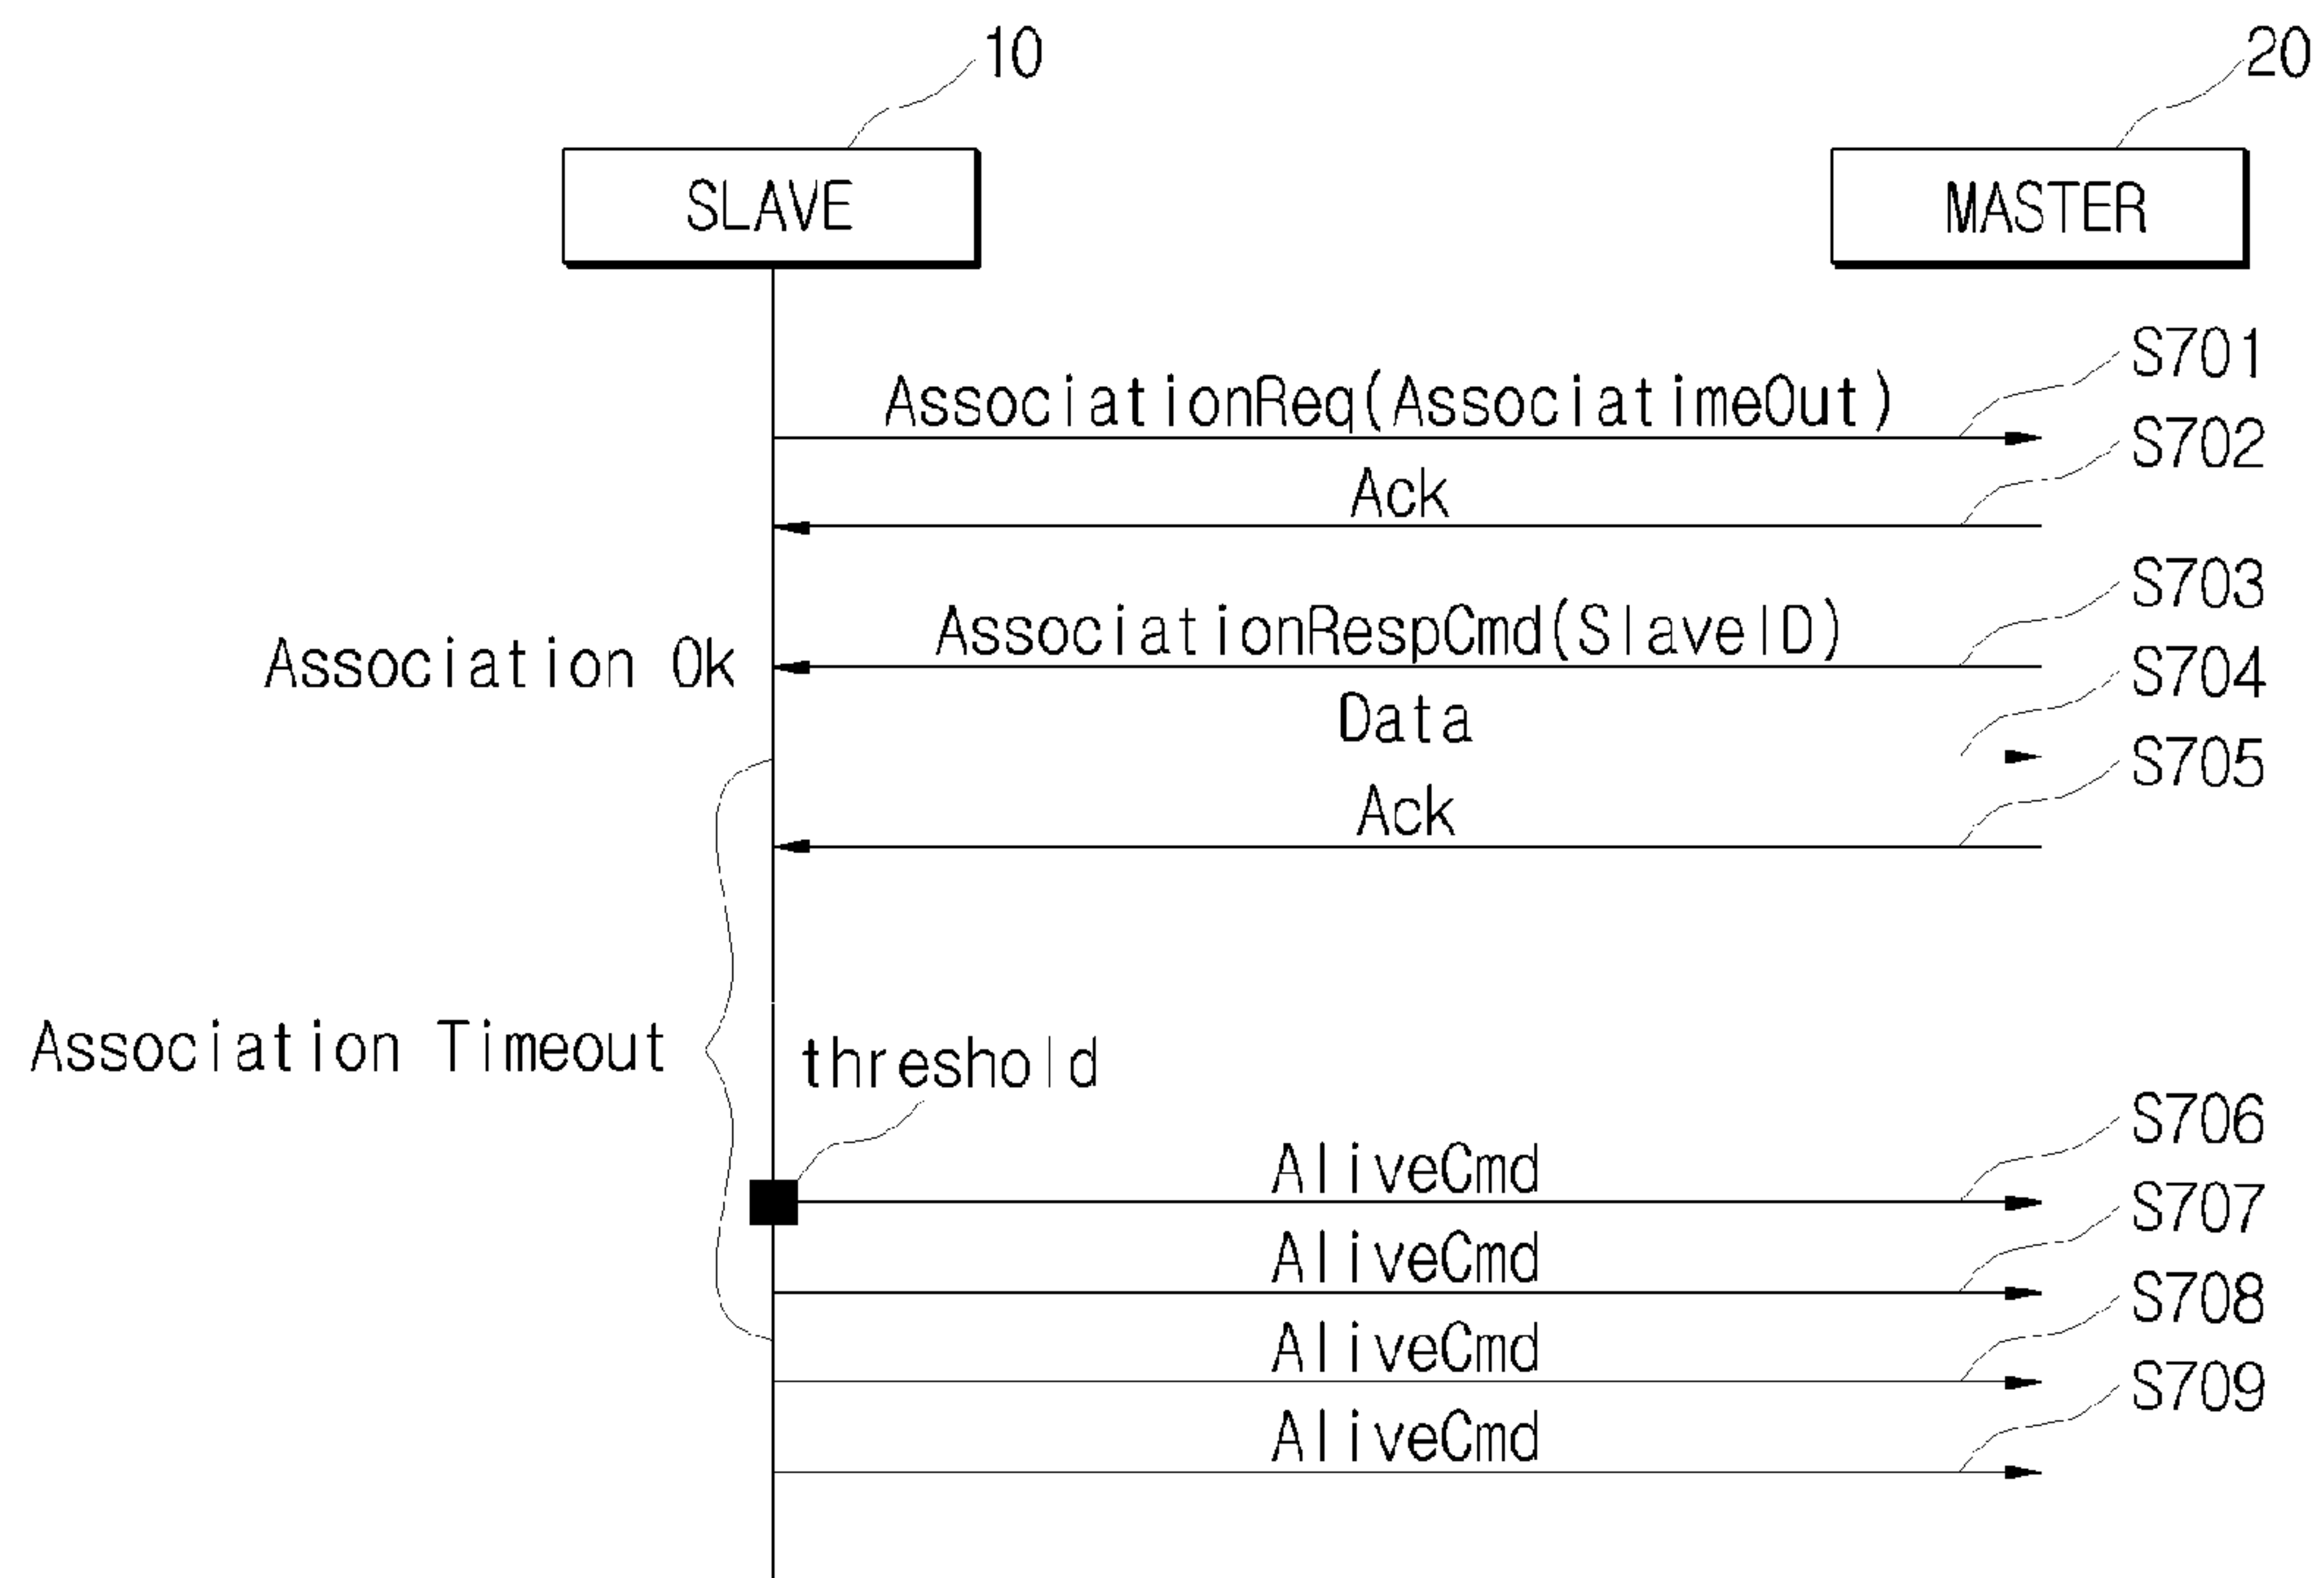 10
20
SLAVE
MASTER
S701
AssociationReq(AssociatimeOut)
S702
Ack
S703
AssociationRespCmd(SlaveID)
Association Ok
S704
Data
S705
Ack
Association Timeout
threshold
S706
AliveCmd
S707
AliveCmd
S708
AliveCmd
S709
AliveCmd